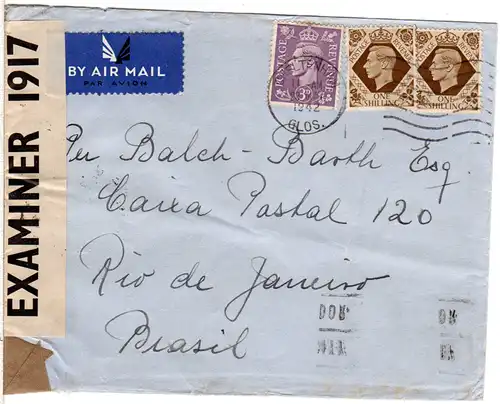 EXAMINER 1917
BY AIR MAIL
PAR AVION
POSTAGE REVENUE
3D
ONE SHILLING
ONE SHILLING
1942
GLOS.
Per Balch-Barth Esq.
Caixa Postal 120
Rio de Janeiro
Brasil